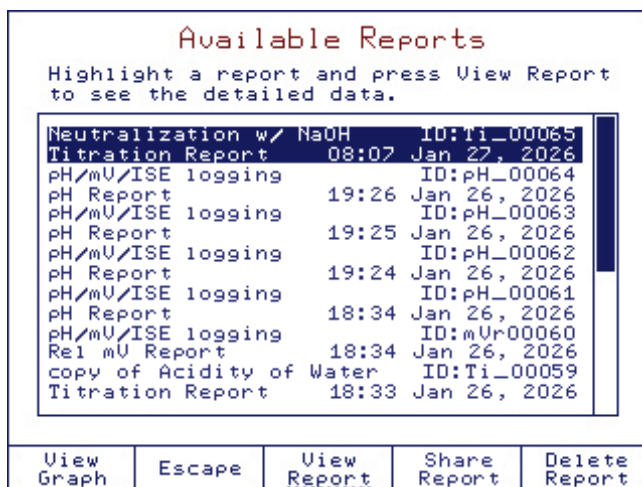 Available Reports
Highlight a report and press View Report
to see the detailed data.
Neutralization w/ NaOH ID:Ti_00065
Titration Report 08:07 Jan 27, 2026
pH/mV/ISE logging ID:pH_00064
pH Report 19:26 Jan 26, 2026
pH/mV/ISE logging ID:pH_00063
pH Report 19:25 Jan 26, 2026
pH/mV/ISE logging ID:pH_00062
pH Report 19:24 Jan 26, 2026
pH/mV/ISE logging ID:pH_00061
pH Report 18:34 Jan 26, 2026
pH/mV/ISE logging ID:mVr00060
Rel mV Report 18:34 Jan 26, 2026
copy of Acidity of Water ID:Ti_00059
Titration Report 18:33 Jan 26, 2026
View Graph
Escape
View Report
Share Report
Delete Report